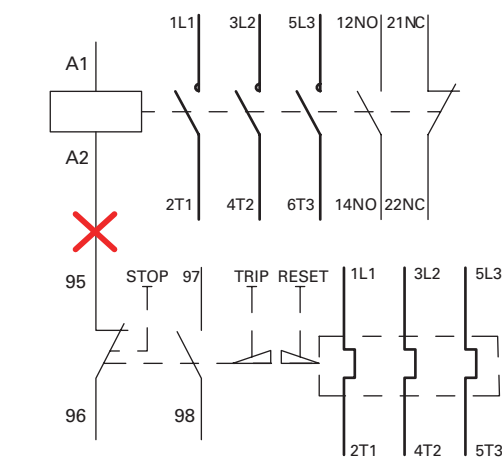 1L1 3L2 5L3 12NO 21NC
A1
A2
2T1 4T2 6T3 14NO 22NC
95 STOP 97 TRIP RESET 1L1 3L2 5L3
96 98
2T1 4T2 5T3